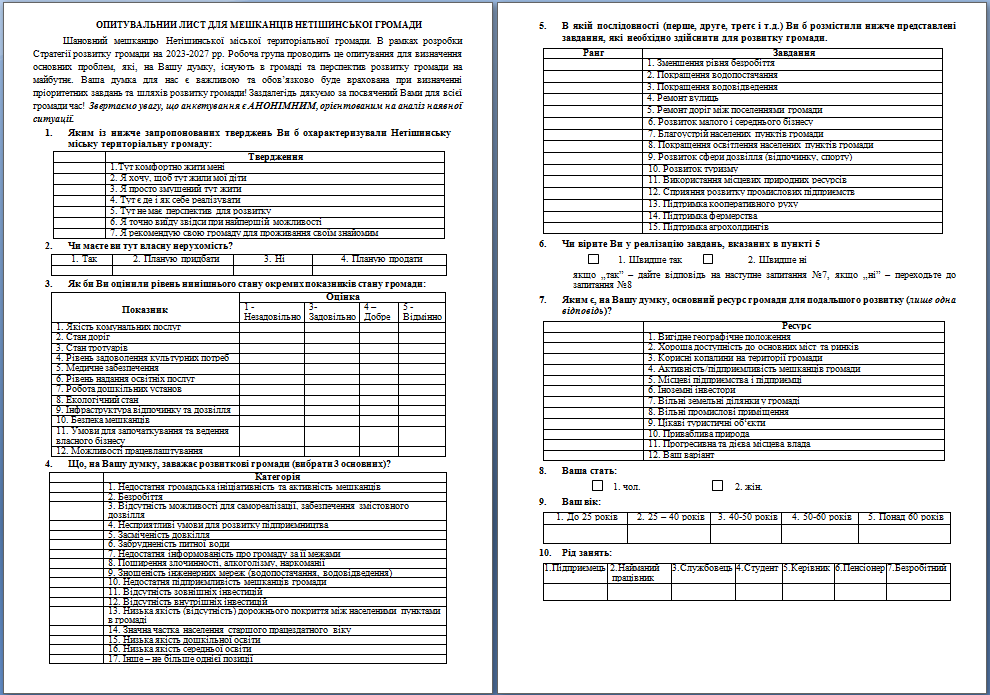 ОПИТУВАЛЬНИЙ ЛИСТ ДЛЯ МЕШКАНЦІВ НЕТІШИНСЬКОЇ ГРОМАДИ
Шановний мешканцю Нетішинської міської територіальної громади. В рамках розробки
Стратегії розвитку громади на 2023-2027 рр. Робоча група проводить це опитування для визначення
основних проблем, які, на Вашу думку, існують в громаді та перспектив розвитку громади на
майбутнє. Ваша думка для нас є важливою та обов’язково буде врахована при визначенні
пріоритетних завдань та шляхів розвитку громади! Заздалегідь дякуємо за посвячений Вами для всієї
громади час! Звертаємо увагу, що анкетування є АНОНІМНИМ, орієнтованим на аналіз наявної
ситуації.
1. Яким із нижче запропонованих тверджень Ви б охарактеризували Нетішинську
міську територіальну громаду:
Твердження
1.Тут комфортно жити мені
2. Я хочу, щоб тут жили мої діти
3. Я просто змушений тут жити
4. Тут є де і як себе реалізувати
5. Тут немає перспектив для розвитку
6. Я точно виїду звідси при найпершій можливості
7. Я рекомендую свою громаду для проживання своїм знайомим
2. Чи маєте ви тут власну нерухомість?
1. Так 2. Планую придбати 3. Ні 4. Планую продати
3. Як би Ви оцінили рівень нинішнього стану окремих показників стану громади:
Показник Оцінка
1 - Незадовільно 3- Задовільно 4 – Добре 5 - Відмінно
1. Якість комунальних послуг
2. Стан доріг
3. Стан тротуарів
4. Рівень задоволення культурних потреб
5. Медичне забезпечення
6. Рівень надання освітніх послуг
7. Робота дошкільних установ
8. Екологічний стан
9. Інфраструктура відпочинку та дозвілля
10. Безпека мешканців
11. Умови для започаткування та ведення
власного бізнесу
12. Можливості працевлаштування
4. Що, на Вашу думку, заважає розвиткові громади (вибрати 3 основних)?
Категорія
1. Недостатня громадська ініціативність та активність мешканців
2. Безробіття
3. Відсутність можливості для самореалізації, забезпечення змістовного
дозвілля
4. Несприятливі умови для розвитку підприємництва
5. Засміченість довкілля
6. Забрудненість питної води
7. Недостатня інформованість про громаду за її межами
8. Поширення злочинності, алкоголізму, наркоманії
9. Зношеність інженерних мереж (водопостачання, водовідведення)
10. Недостатня підприємливість мешканців громади
11. Відсутність зовнішніх інвестицій
12. Відсутність внутрішніх інвестицій
13. Низька якість (відсутність) дорожнього покриття між населеними пунктами
в громаді
14. Значна частка населення старшого працездатного віку
15. Низька якість дошкільної освіти
16. Низька якість середньої освіти
17. Інше – не більше однієї позиції
5. В якій послідовності (перше, друге, третє і т.д.) Ви б розмістили нижче представлені
завдання, які необхідно здійснити для розвитку громади.
Ранг Завдання
1. Зменшення рівня безробіття
2. Покращення водопостачання
3. Покращення водовідведення
4. Ремонт вулиць
5. Ремонт доріг між поселеннями громади
6. Розвиток малого і середнього бізнесу
7. Благоустрій населених пунктів громади
8. Покращення освітлення населених пунктів громади
9. Розвиток сфери дозвілля (відпочинку, спорту)
10. Розвиток туризму
11. Використання місцевих природних ресурсів
12. Сприяння розвитку промислових підприємств
13. Підтримка кооперативного руху
14. Підтримка фермерства
15. Підтримка агрохолдингів
6. Чи вірите Ви у реалізацію завдань, вказаних в пункті 5
1. Швидше так 2. Швидше ні
якщо „так” – дайте відповідь на наступне запитання №7, якщо „ні” – переходьте до
запитання №8
7. Яким є, на Вашу думку, основний ресурс громади для подальшого розвитку (лише одна
відповідь)?
Ресурс
1. Вигідне географічне положення
2. Хороша доступність до основних міст та ринків
3. Корисні копалини на території громади
4. Активність/підприємливість мешканців громади
5. Місцеві підприємства і підприємці
6. Іноземні інвестори
7. Вільні земельні ділянки у громаді
8. Вільні промислові приміщення
9. Цікаві туристичні об’єкти
10. Приваблива природа
11. Прогресивна та дієва місцева влада
12. Ваш варіант
8. Ваша стать:
1. чол. 2. жін.
9. Ваш вік:
1. До 25 років 2. 25 – 40 років 3. 40-50 років 4. 50-60 років 5. Понад 60 років
10. Рід занять:
1.Підприємець 2.Найманий працівник 3.Службовець 4.Студент 5.Керівник 6.Пенсіонер 7.Безробітний